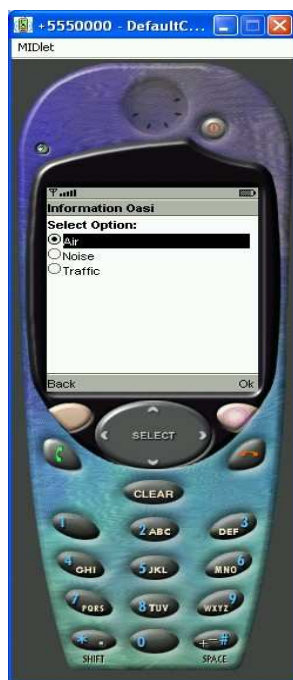 +5550000 - DefaultC...
MIDlet
Information Oasi
Select Option:
Air
Noise
Traffic
Back Ok
SELECT
CLEAR
1 2 ABC DEF 3
4 GHI 5 JKL MNO 6
7 PQRS 8 TUV WXYZ 9
* . 0 +-=#
SHIFT SPACE